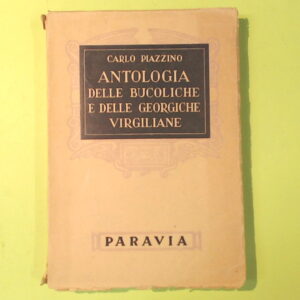 CARLO PIAZZINO
ANTOLOGIA
DELLE BUCOLICHE
E DELLE GEORGICHE
VIRGILIANE
PARAVIA